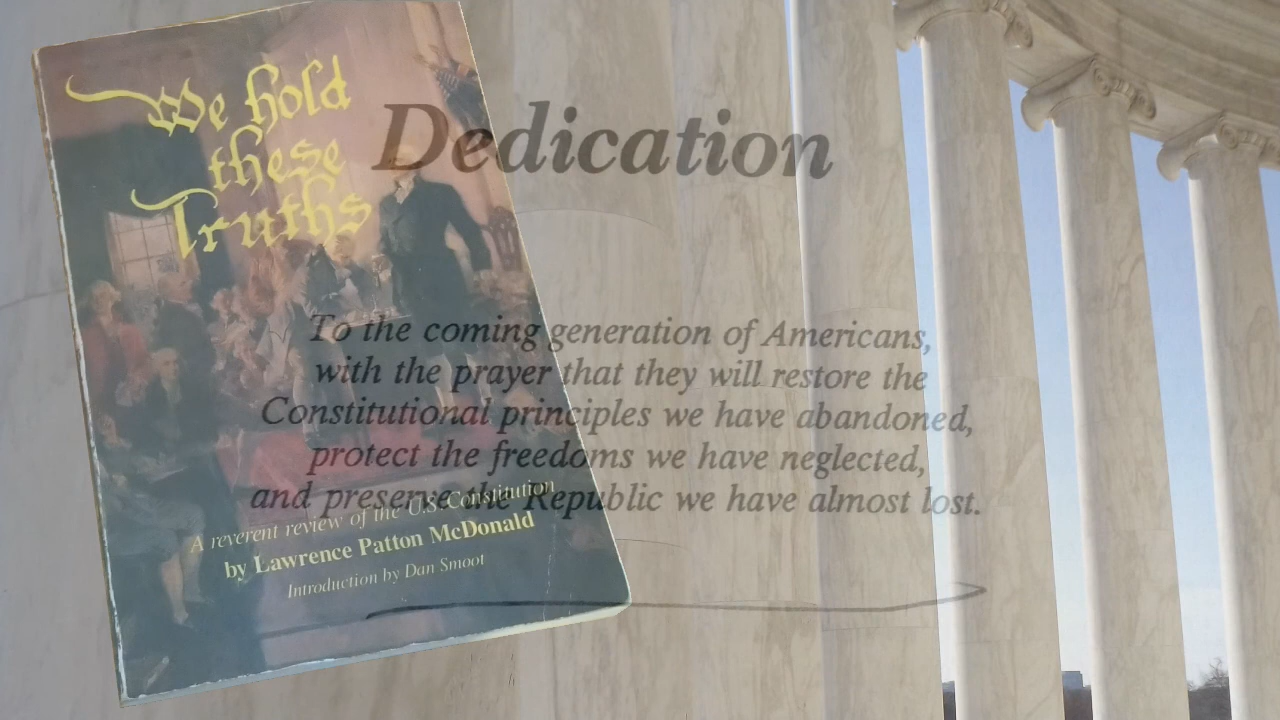 We hold
these
Truths
A reverent review of the U.S. Constitution
by Lawrence Patton McDonald
Introduction by Dan Smoot
Dedication
To the coming generation of Americans,
with the prayer that they will restore the
Constitutional principles we have abandoned,
protect the freedoms we have neglected,
and preserve the Republic we have almost lost.